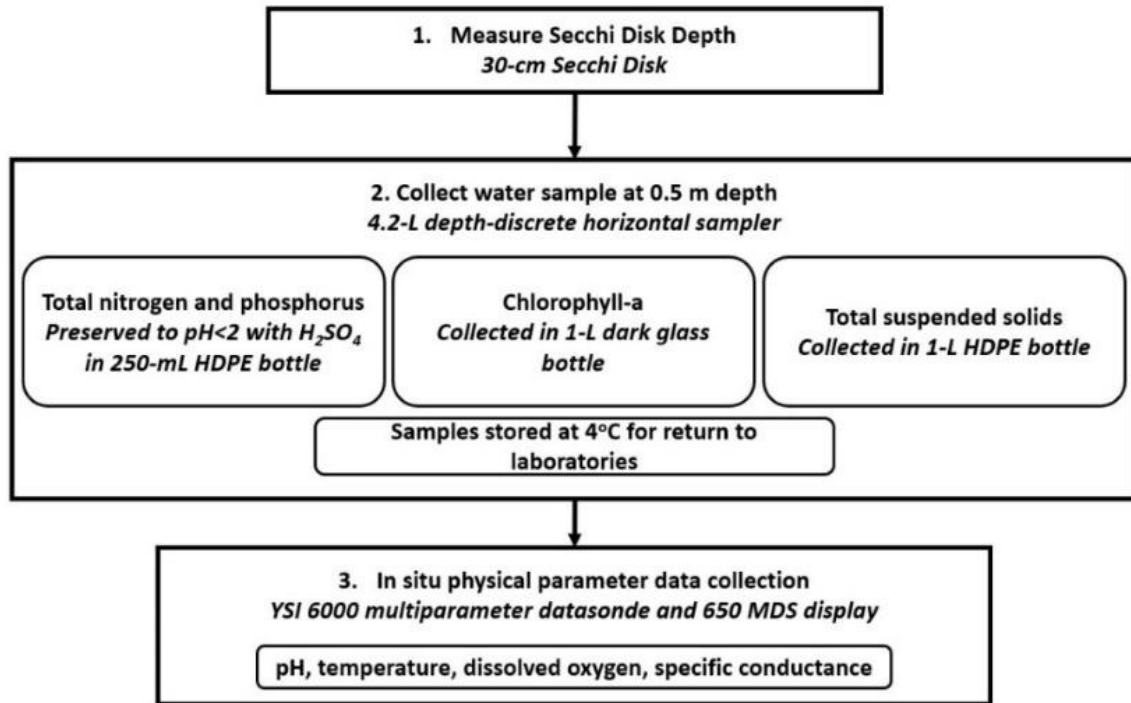 1. Measure Secchi Disk Depth
30-cm Secchi Disk
2. Collect water sample at 0.5 m depth
4.2-L depth-discrete horizontal sampler
Total nitrogen and phosphorus
Preserved to pH<2 with H₂SO₄
in 250-mL HDPE bottle
Chlorophyll-a
Collected in 1-L dark glass
bottle
Total suspended solids
Collected in 1-L HDPE bottle
Samples stored at 4°C for return to
laboratories
3. In situ physical parameter data collection
YSI 6000 multiparameter datasonde and 650 MDS display
pH, temperature, dissolved oxygen, specific conductance